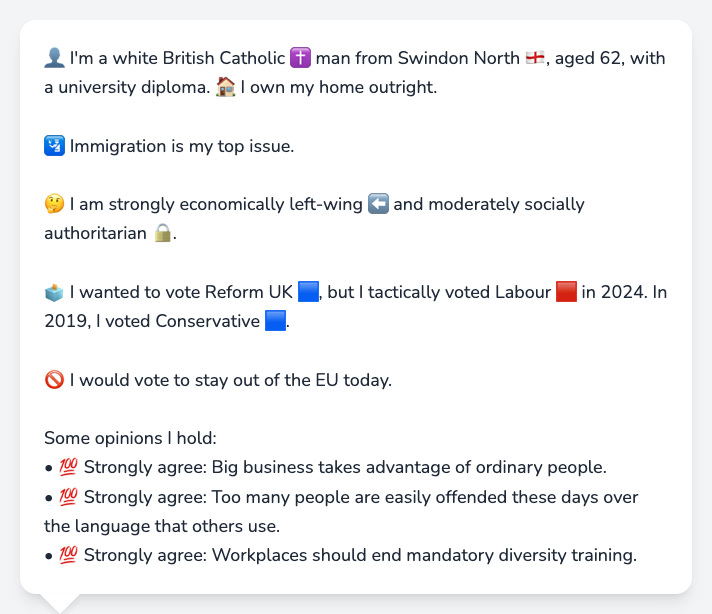 👤 I'm a white British Catholic ✝️ man from Swindon North 🏴󠁧󠁢󠁥󠁮󠁧󠁿, aged 62, with
a university diploma. 🏠 I own my home outright.
🛂 Immigration is my top issue.
🤔 I am strongly economically left-wing ⬅️ and moderately socially
authoritarian 🔒.
🗳️ I wanted to vote Reform UK 🟦, but I tactically voted Labour 🟥 in 2024. In
2019, I voted Conservative 🟦.
🚫 I would vote to stay out of the EU today.
Some opinions I hold:
• 💯 Strongly agree: Big business takes advantage of ordinary people.
• 💯 Strongly agree: Too many people are easily offended these days over
the language that others use.
• 💯 Strongly agree: Workplaces should end mandatory diversity training.